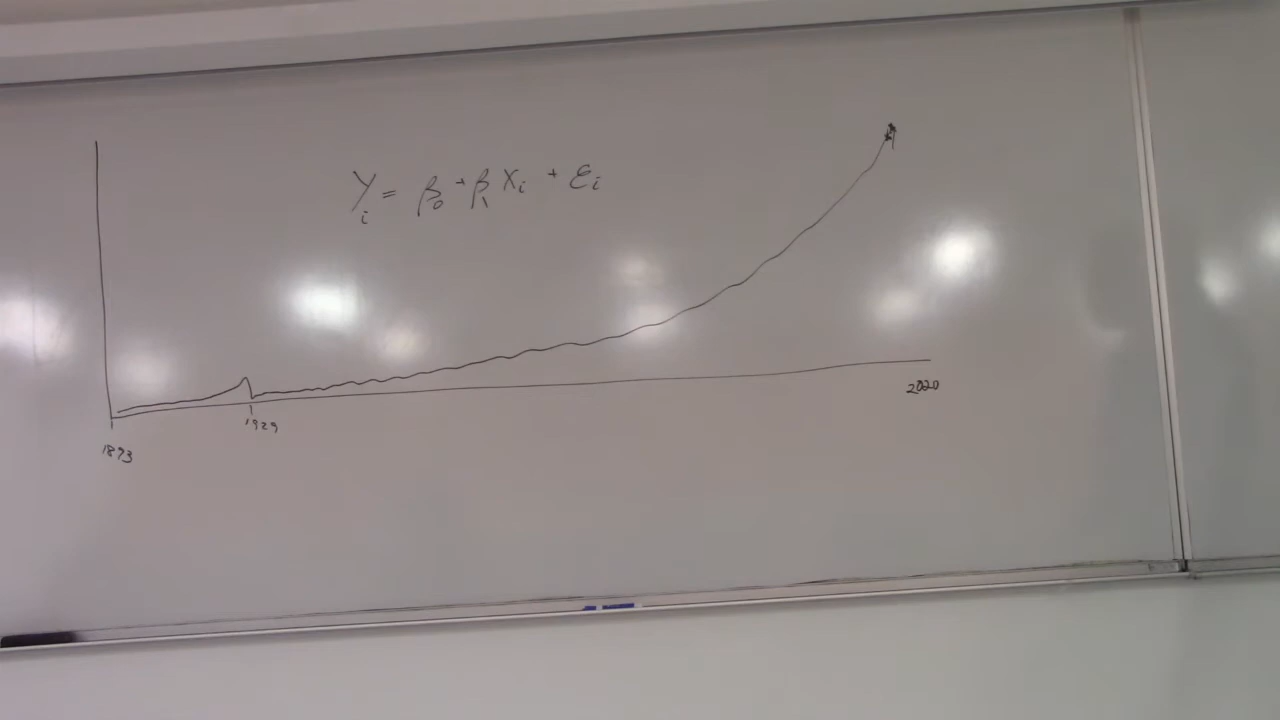 Yᵢ = β₀ + β₁ Xᵢ + εᵢ
1929
2020
1893